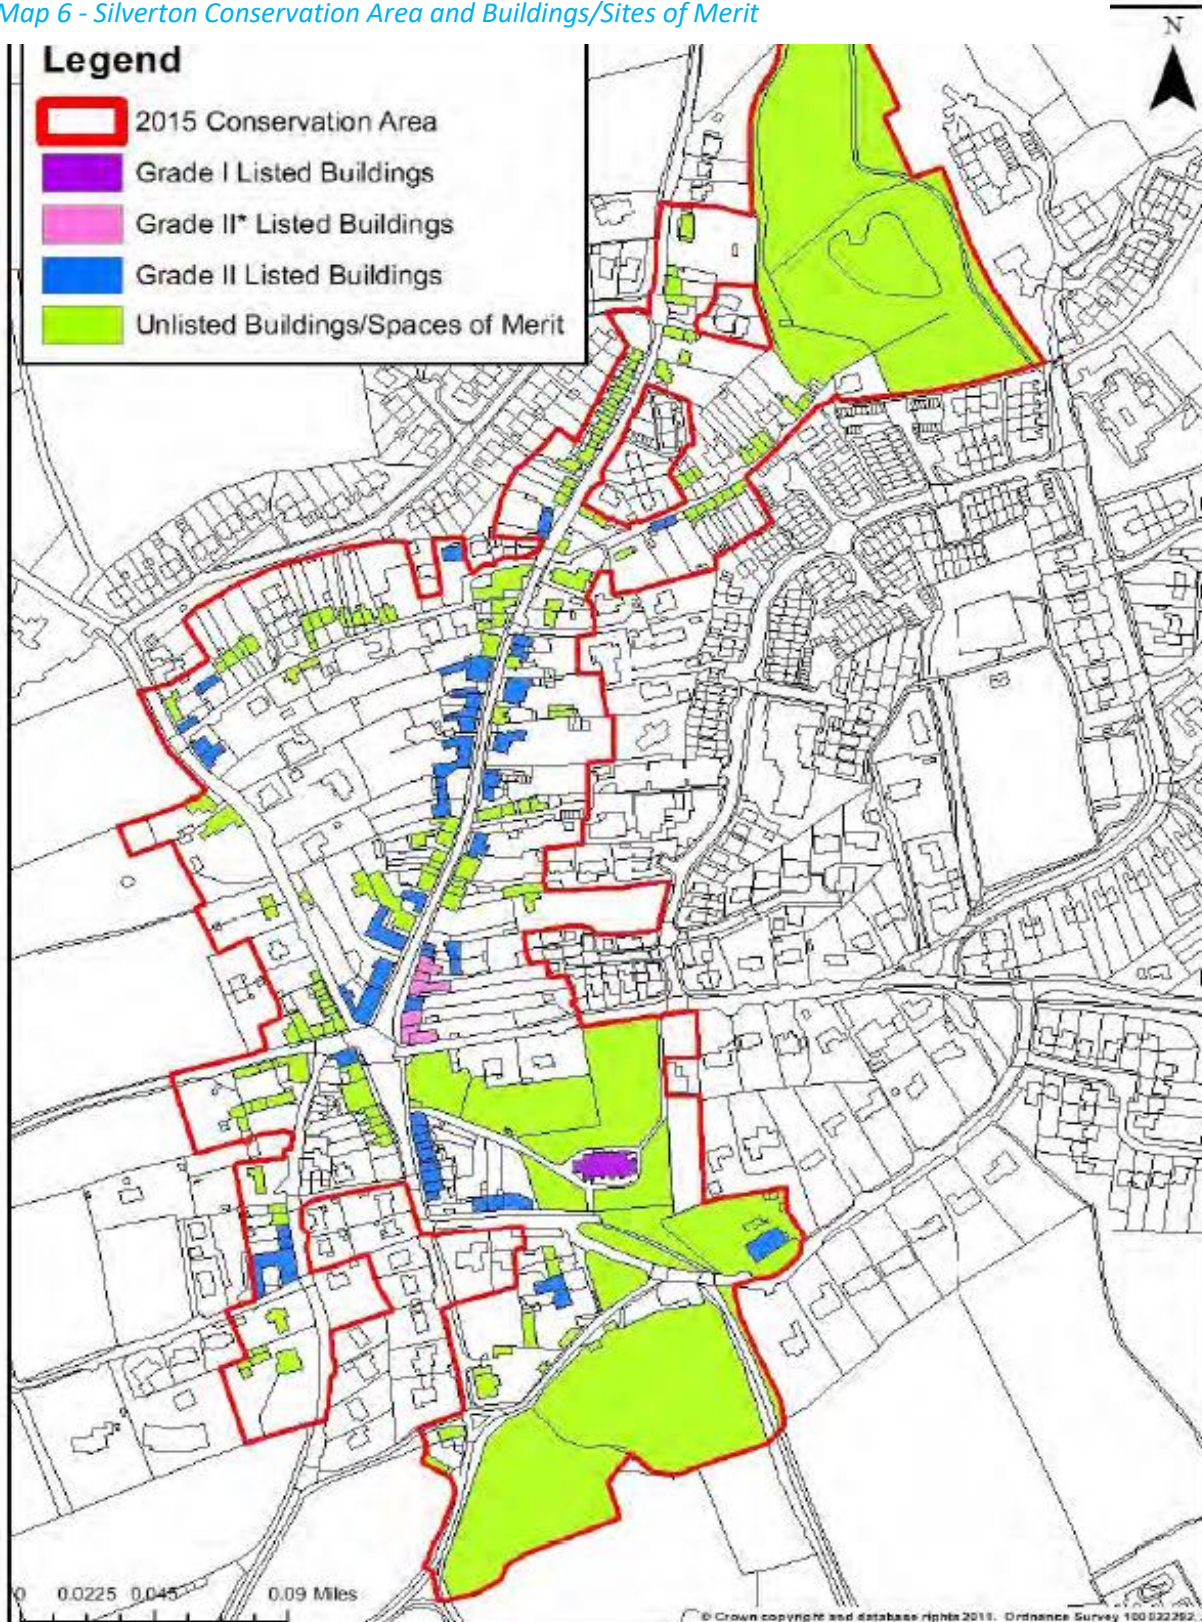 Map 6 - Silverton Conservation Area and Buildings/Sites of Merit
N
Legend
2015 Conservation Area
Grade I Listed Buildings
Grade II* Listed Buildings
Grade II Listed Buildings
Unlisted Buildings/Spaces of Merit
0 0.0225 0.045 0.09 Miles
© Crown copyright and database rights 2011. Ordnance Survey